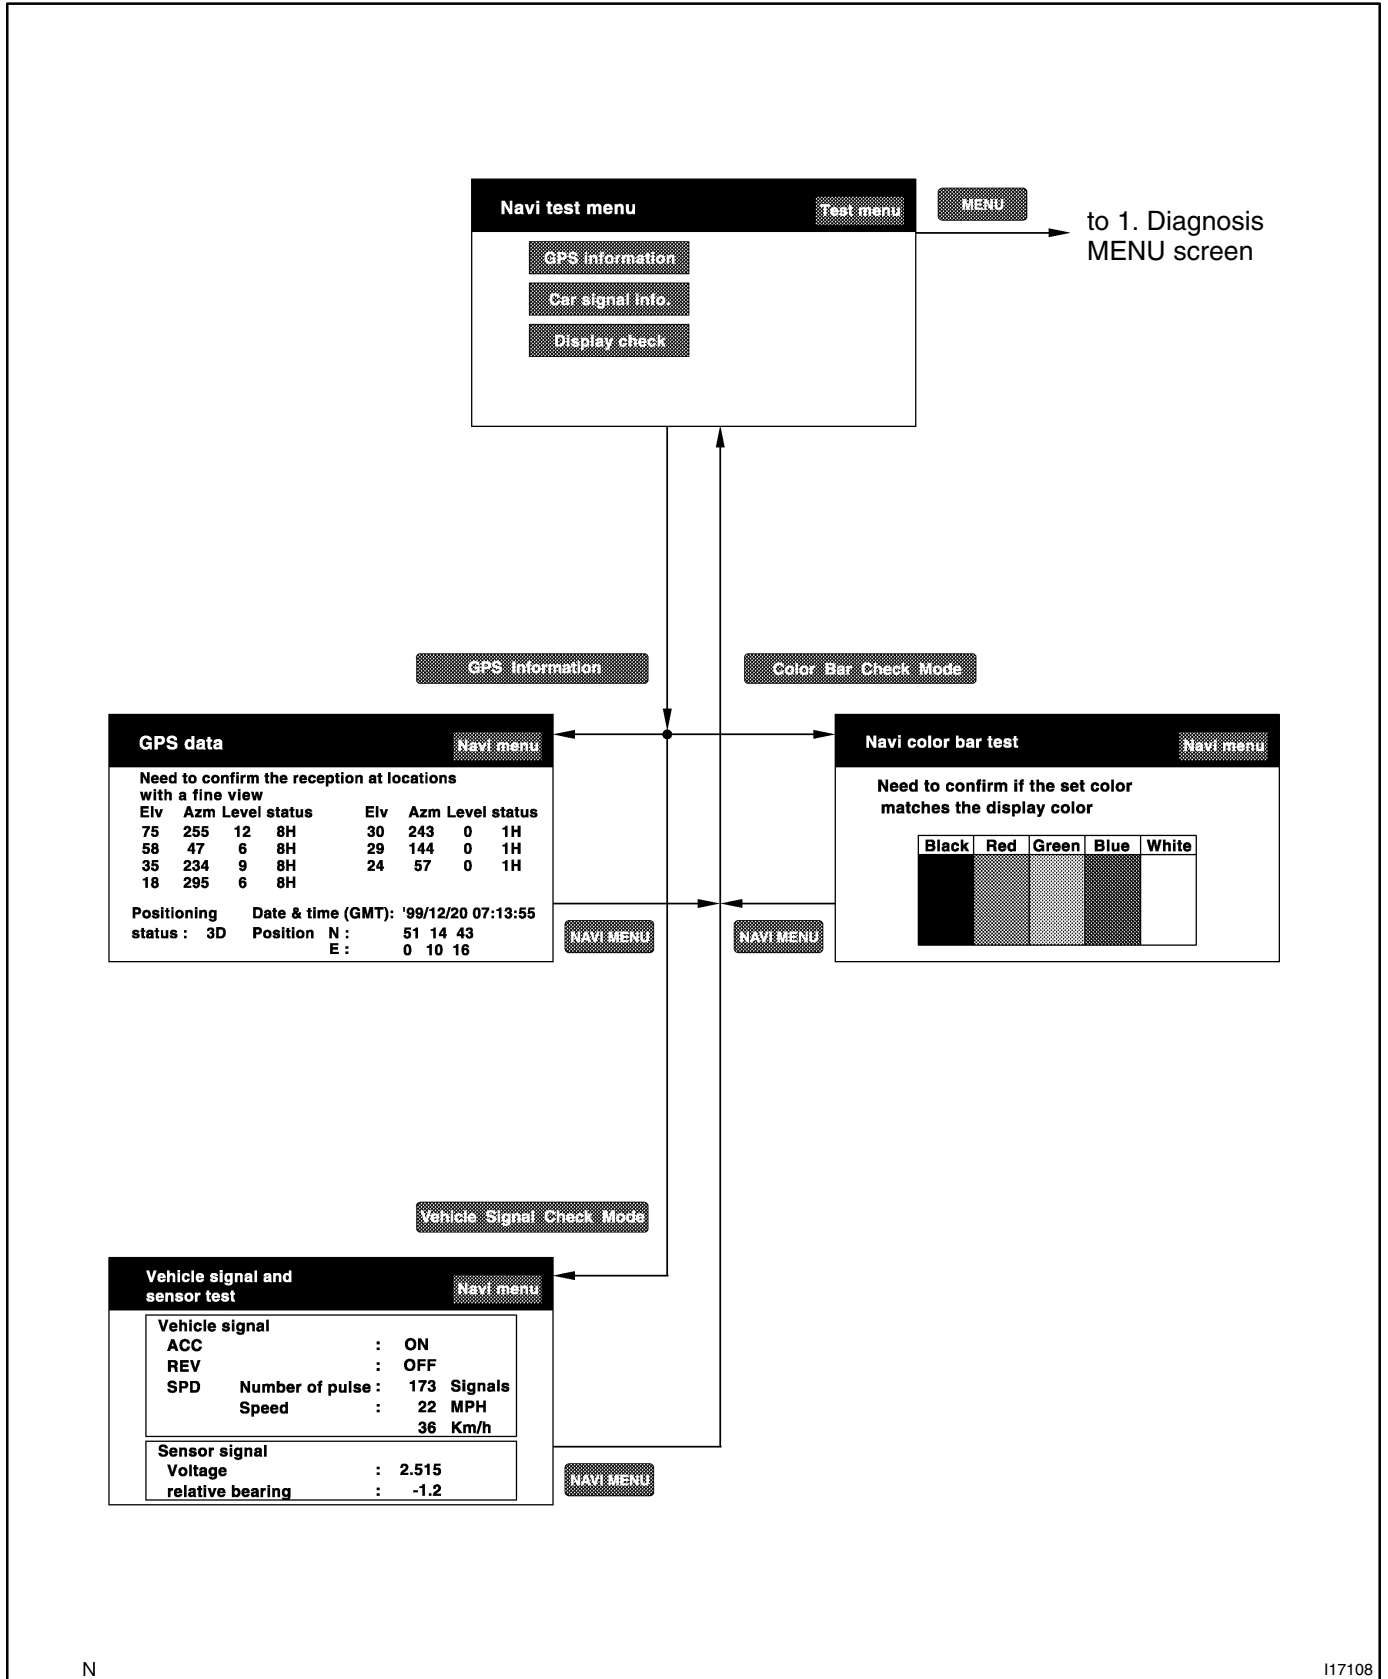 Navi test menu Test menu
MENU
to 1. Diagnosis
MENU screen
GPS information
Car signal info.
Display check
GPS Information
Color Bar Check Mode
GPS data Navi menu
Need to confirm the reception at locations
with a fine view
Elv Azm Level status Elv Azm Level status
75 255 12 8H 30 243 0 1H
58 47 6 8H 29 144 0 1H
35 234 9 8H 24 57 0 1H
18 295 6 8H
Positioning Date & time (GMT): '99/12/20 07:13:55
status : 3D Position N : 51 14 43
E : 0 10 16
NAVI MENU
Navi color bar test Navi menu
Need to confirm if the set color
matches the display color
Black Red Green Blue White
NAVI MENU
Vehicle Signal Check Mode
Vehicle signal and
sensor test
Navi menu
Vehicle signal
ACC : ON
REV : OFF
SPD Number of pulse : 173 Signals
Speed : 22 MPH
36 Km/h
Sensor signal
Voltage : 2.515
relative bearing : -1.2
NAVI MENU
N
I17108